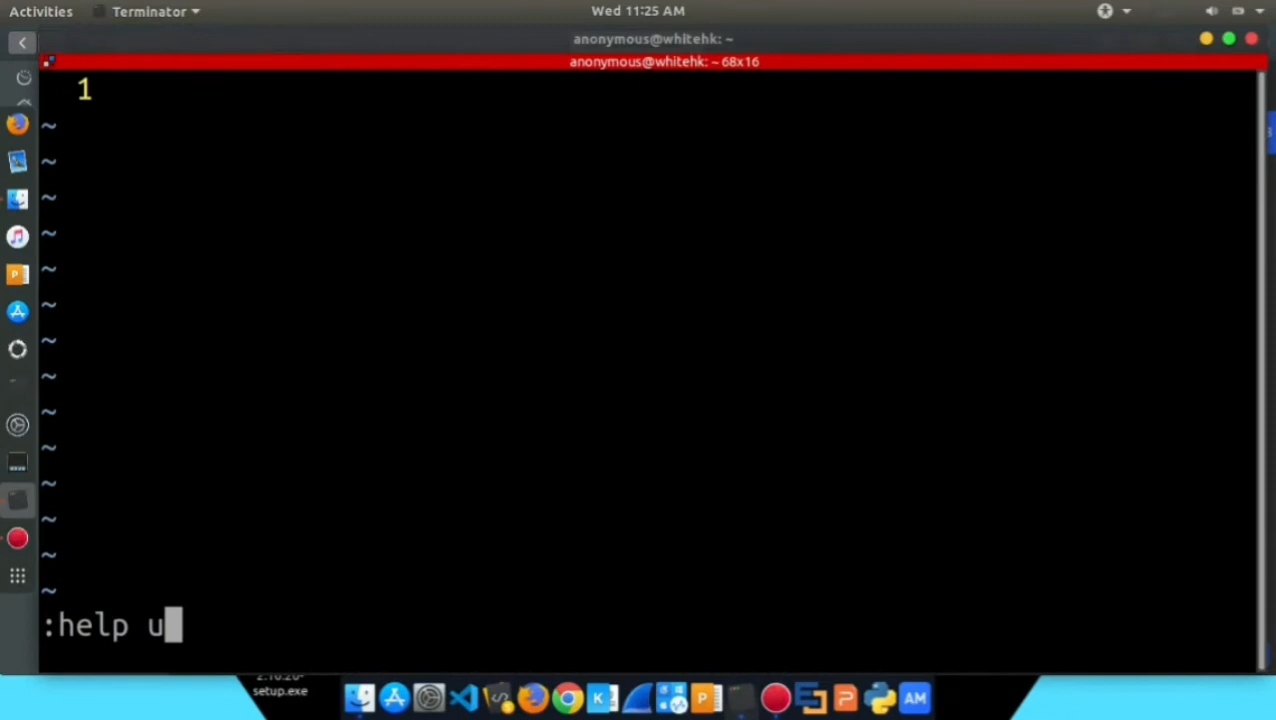 Activities Terminator Wed 11:25 AM
anonymous@whitehk: ~
anonymous@whitehk: ~ 68x16
1
~
~
~
~
~
~
~
~
~
~
~
~
~
~
:help u
setup.exe
K P P AM